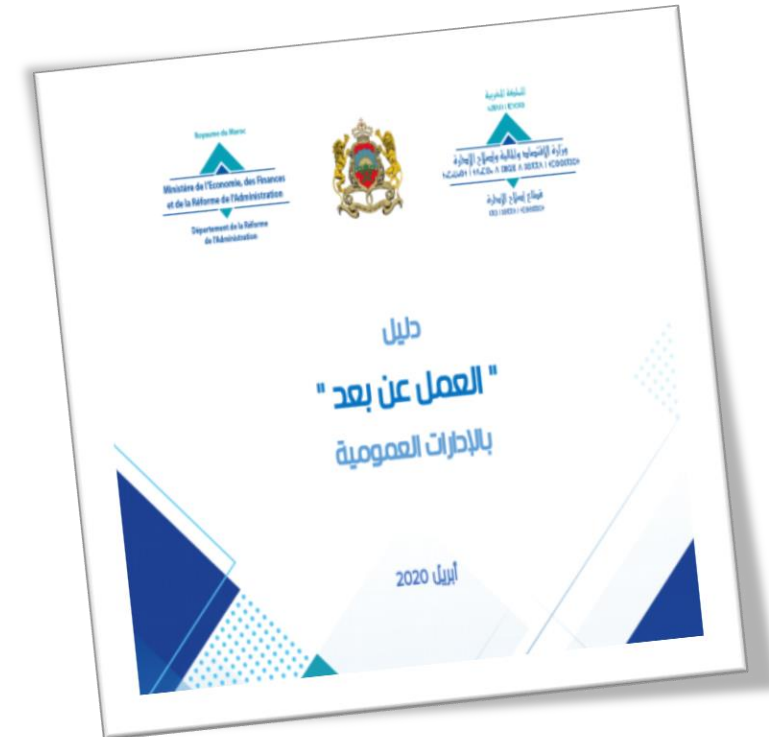 Royaume du Maroc
Ministère de l'Economie, des Finances
et de la Réforme de l'Administration
Département de la Réforme
de l'Administration
المملكة المغربية
وزارة الاقتصاد والمالية وإصلاح الإدارة
قطاع إصلاح الإدارة
دليل
" العمل عن بعد "
بالإدارات العمومية
أبريل 2020